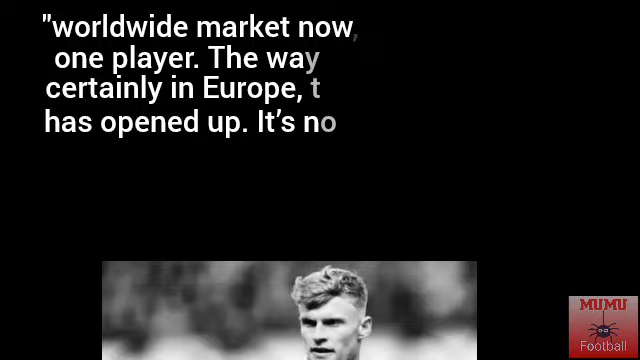 "worldwide market now,
one player. The way
certainly in Europe, t
has opened up. It's no
MUMU
Football